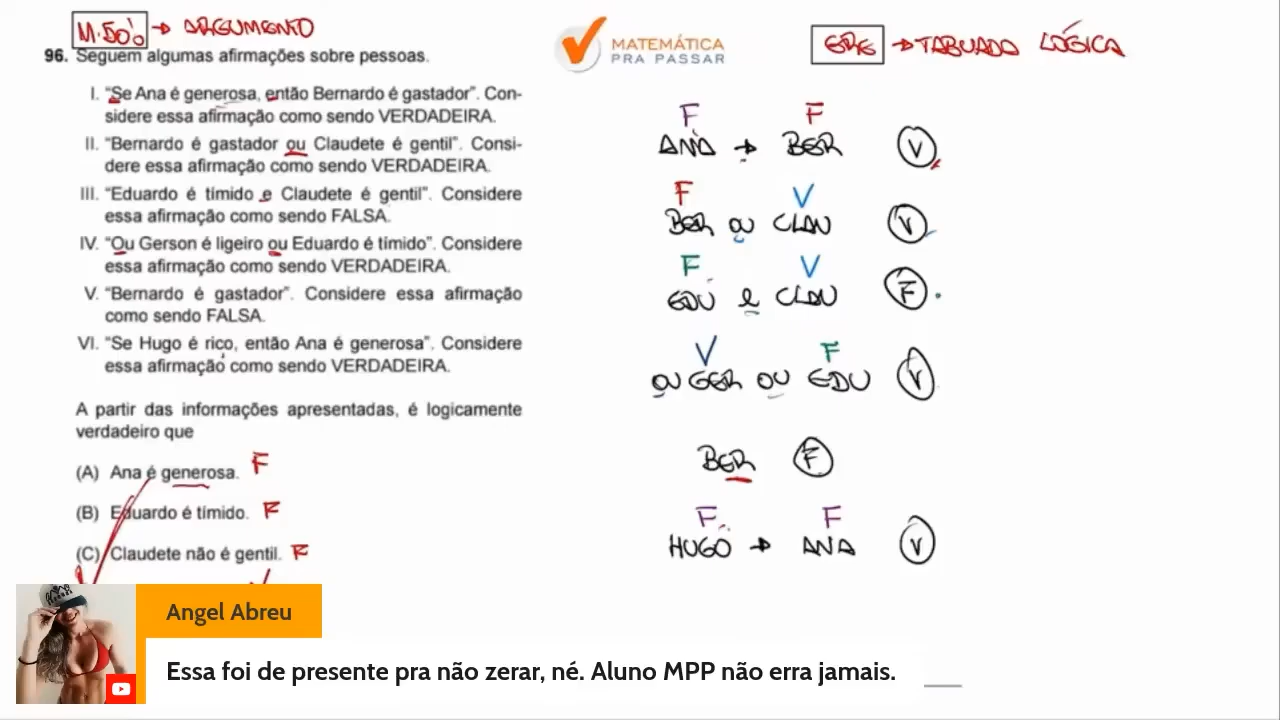 M.500 → ARGUMENTO
96. Seguem algumas afirmações sobre pessoas.
I. "Se Ana é generosa, então Bernardo é gastador". Con-
sidere essa afirmação como sendo VERDADEIRA.
II. "Bernardo é gastador ou Claudete é gentil". Consi-
dere essa afirmação como sendo VERDADEIRA.
III. "Eduardo é tímido e Claudete é gentil". Considere
essa afirmação como sendo FALSA.
IV. "Ou Gerson é ligeiro ou Eduardo é tímido". Considere
essa afirmação como sendo VERDADEIRA.
V. "Bernardo é gastador". Considere essa afirmação
como sendo FALSA.
VI. "Se Hugo é rico, então Ana é generosa". Considere
essa afirmação como sendo VERDADEIRA.
A partir das informações apresentadas, é logicamente
verdadeiro que
(A) Ana é generosa. F
(B) Eduardo é tímido. F
(C) Claudete não é gentil. F
MATEMÁTICA
PRA PASSAR
→ TABUADA LÓGICA
F F
ANA → BER V
F V
BER OU CLAU V
F V
EDU e CLAU F
V F
OU GER OU EDU V
BER F
F F
HUGO → ANA V
Angel Abreu
Essa foi de presente pra não zerar, né. Aluno MPP não erra jamais.